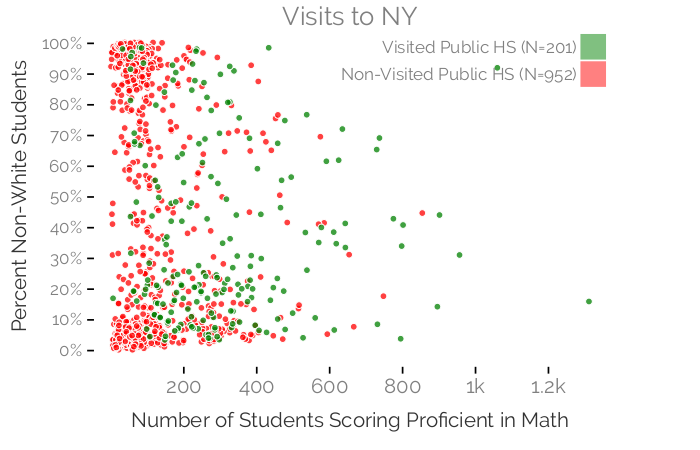 Visits to NY
Visited Public HS (N=201)
Non-Visited Public HS (N=952)
Percent Non-White Students
100%
90%
80%
70%
60%
50%
40%
30%
20%
10%
0%
200
400
600
800
1k
1.2k
Number of Students Scoring Proficient in Math